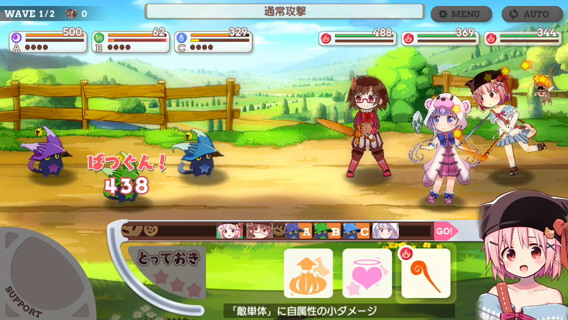 WAVE 1/2 0
通常攻撃
MENU
AUTO
500
A
62
B
329
C
488
369
344
ばつぐん!
438
A B C
GO!
とっておき
SUPPORT
「敵単体」に自属性の小ダメージ